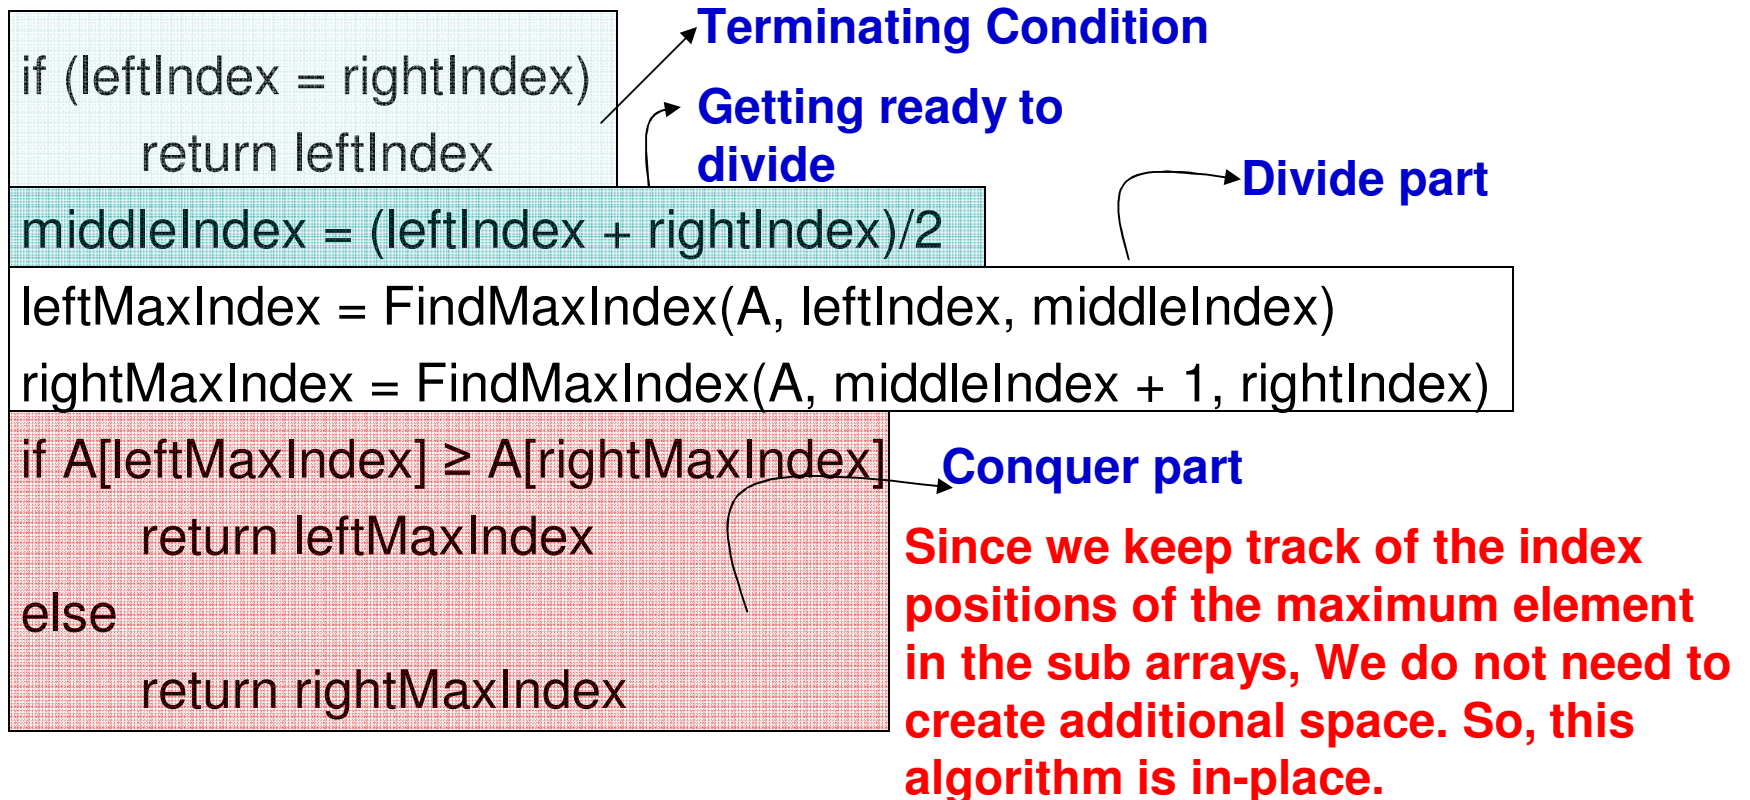 if (leftIndex = rightIndex)
return leftIndex
Terminating Condition
Getting ready to
divide
middleIndex = (leftIndex + rightIndex)/2
Divide part
leftMaxIndex = FindMaxIndex(A, leftIndex, middleIndex)
rightMaxIndex = FindMaxIndex(A, middleIndex + 1, rightIndex)
if A[leftMaxIndex] ≥ A[rightMaxIndex]
return leftMaxIndex
else
return rightMaxIndex
Conquer part
Since we keep track of the index
positions of the maximum element
in the sub arrays, We do not need to
create additional space. So, this
algorithm is in-place.